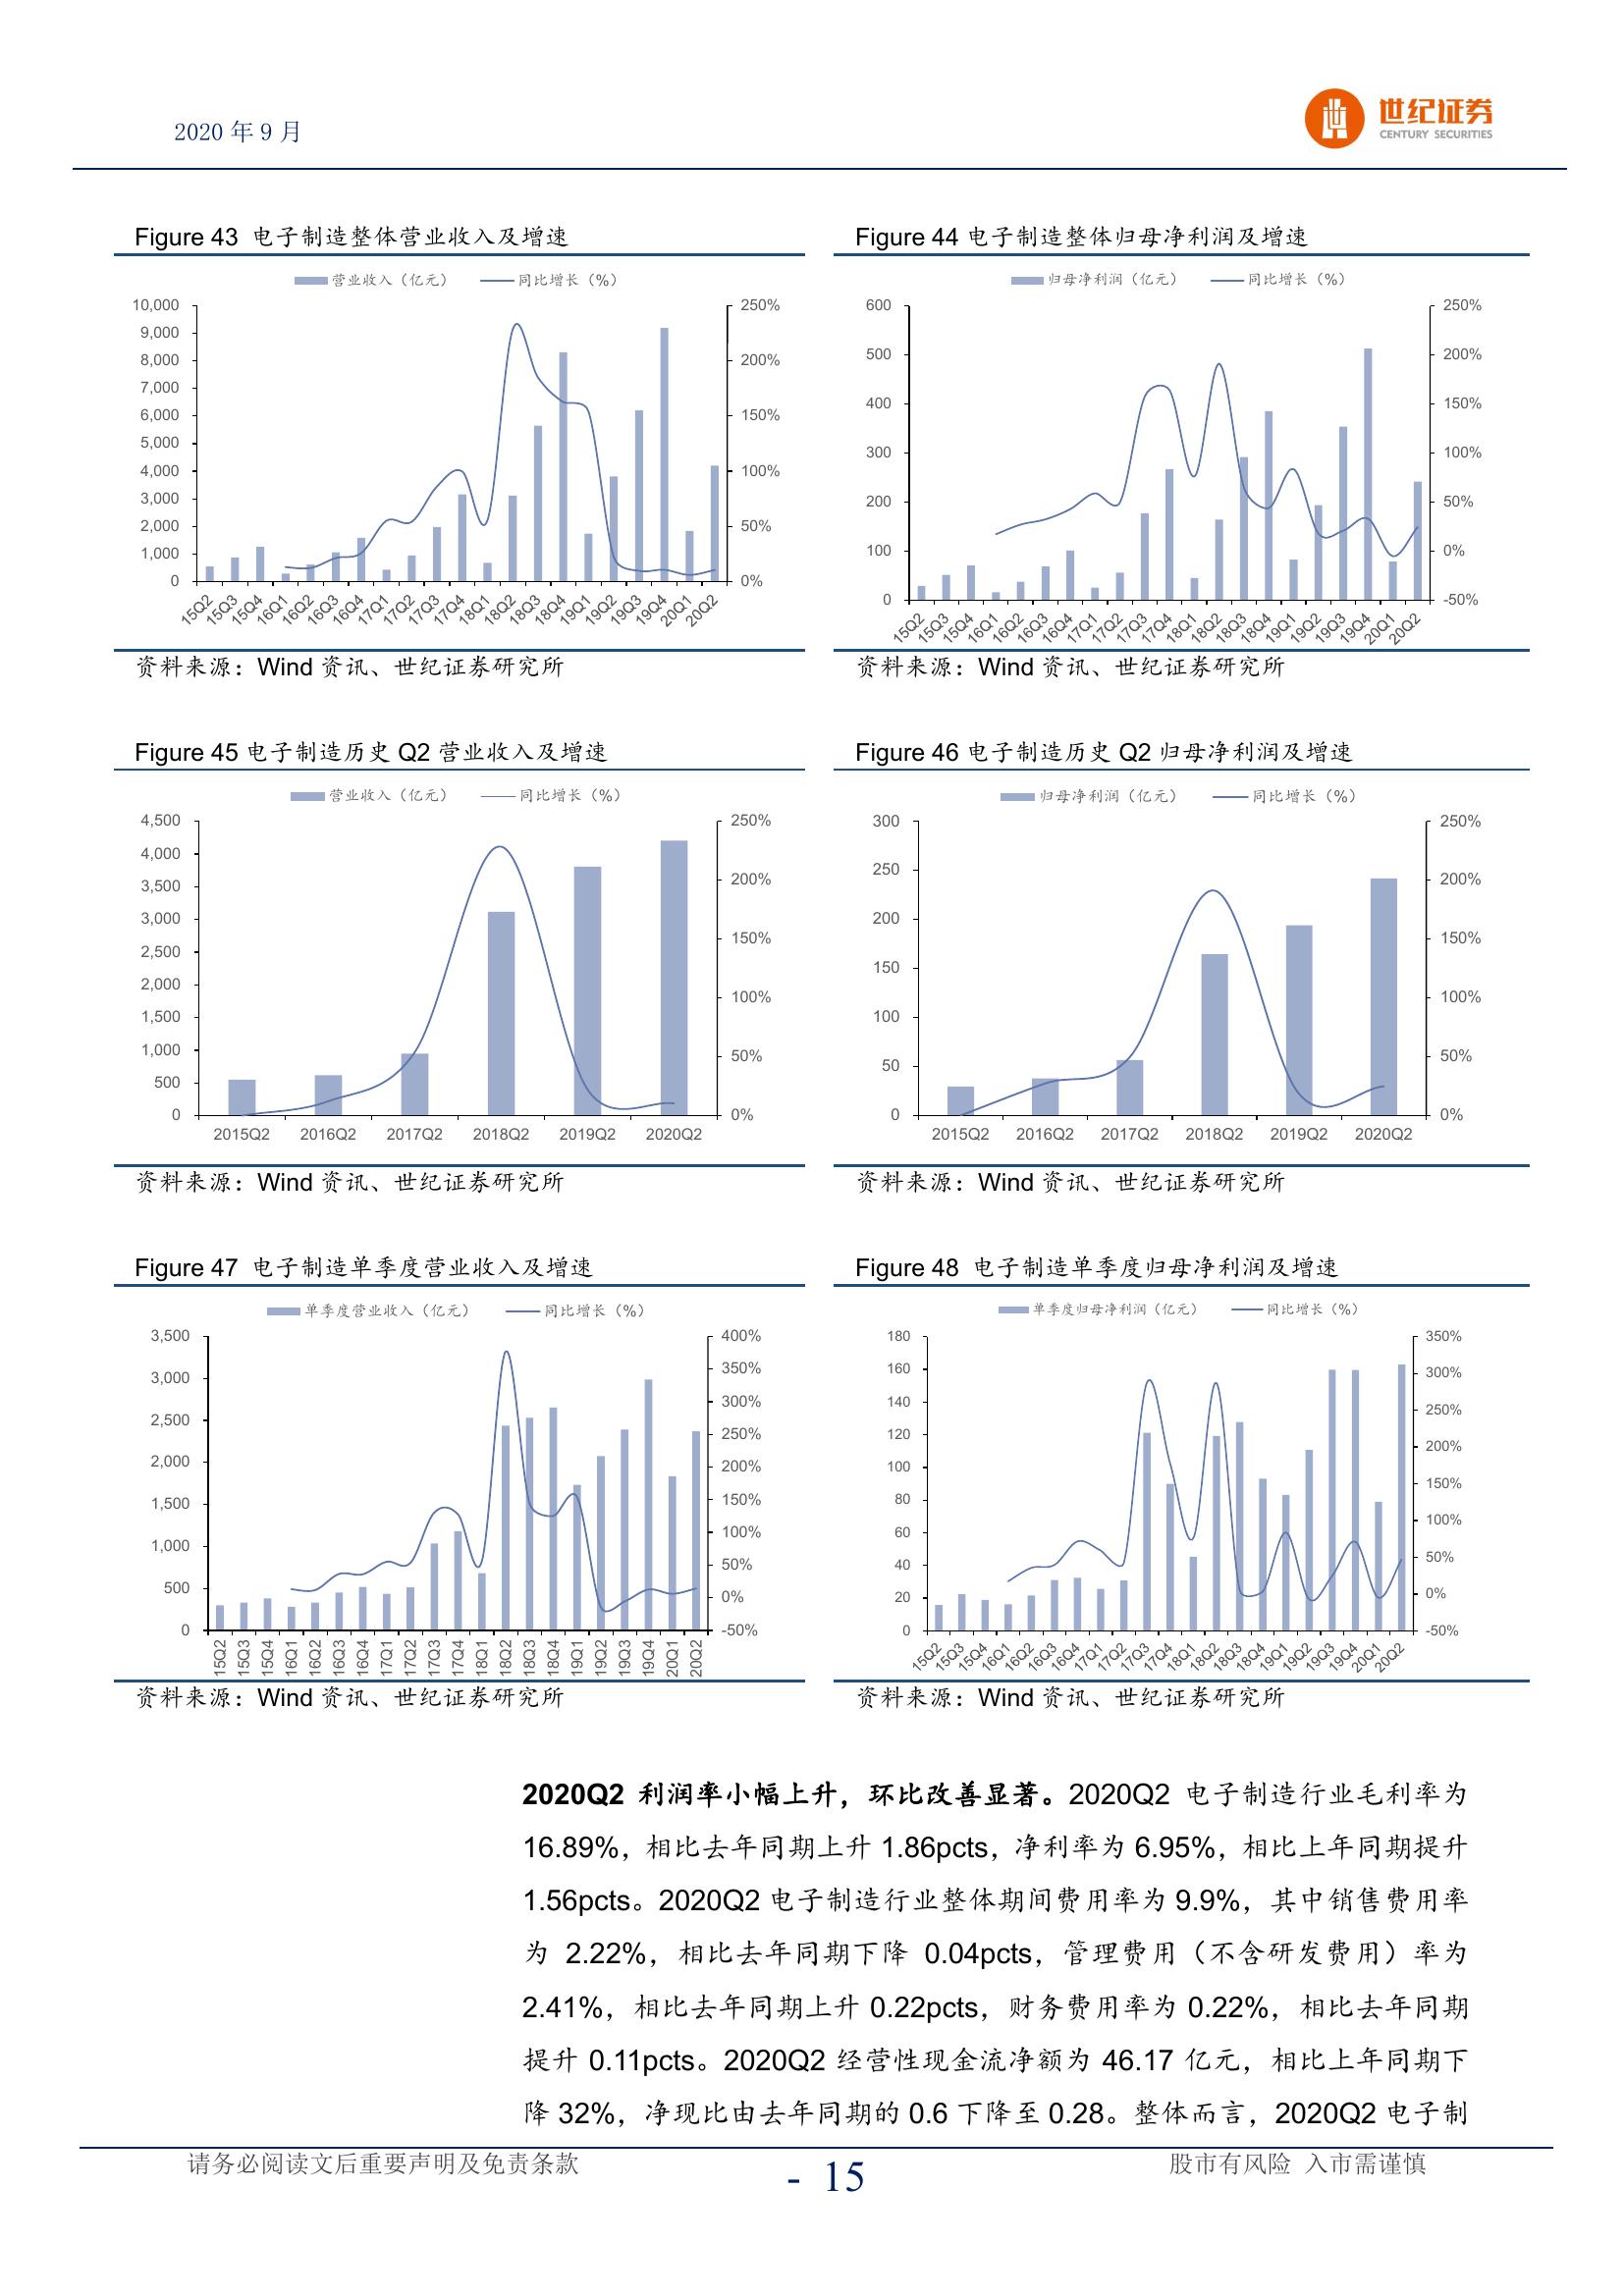 2020 年 9 月
世纪证券
CENTURY SECURITIES
Figure 43 电子制造整体营业收入及增速
营业收入（亿元） 同比增长（%）
10,000
9,000
8,000
7,000
6,000
5,000
4,000
3,000
2,000
1,000
0
250%
200%
150%
100%
50%
0%
15Q2 15Q3 15Q4 16Q1 16Q2 16Q3 16Q4 17Q1 17Q2 17Q3 17Q4 18Q1 18Q2 18Q3 18Q4 19Q1 19Q2 19Q3 19Q4 20Q1 20Q2
资料来源：Wind 资讯、世纪证券研究所
Figure 44 电子制造整体归母净利润及增速
归母净利润（亿元） 同比增长（%）
600
500
400
300
200
100
0
250%
200%
150%
100%
50%
0%
-50%
15Q2 15Q3 15Q4 16Q1 16Q2 16Q3 16Q4 17Q1 17Q2 17Q3 17Q4 18Q1 18Q2 18Q3 18Q4 19Q1 19Q2 19Q3 19Q4 20Q1 20Q2
资料来源：Wind 资讯、世纪证券研究所
Figure 45 电子制造历史 Q2 营业收入及增速
营业收入（亿元） 同比增长（%）
4,500
4,000
3,500
3,000
2,500
2,000
1,500
1,000
500
0
250%
200%
150%
100%
50%
0%
2015Q2 2016Q2 2017Q2 2018Q2 2019Q2 2020Q2
资料来源：Wind 资讯、世纪证券研究所
Figure 46 电子制造历史 Q2 归母净利润及增速
归母净利润（亿元） 同比增长（%）
300
250
200
150
100
50
0
250%
200%
150%
100%
50%
0%
2015Q2 2016Q2 2017Q2 2018Q2 2019Q2 2020Q2
资料来源：Wind 资讯、世纪证券研究所
Figure 47 电子制造单季度营业收入及增速
单季度营业收入（亿元） 同比增长（%）
3,500
3,000
2,500
2,000
1,500
1,000
500
0
400%
350%
300%
250%
200%
150%
100%
50%
0%
-50%
15Q2 15Q3 15Q4 16Q1 16Q2 16Q3 16Q4 17Q1 17Q2 17Q3 17Q4 18Q1 18Q2 18Q3 18Q4 19Q1 19Q2 19Q3 19Q4 20Q1 20Q2
资料来源：Wind 资讯、世纪证券研究所
Figure 48 电子制造单季度归母净利润及增速
单季度归母净利润（亿元） 同比增长（%）
180
160
140
120
100
80
60
40
20
0
350%
300%
250%
200%
150%
100%
50%
0%
-50%
15Q2 15Q3 15Q4 16Q1 16Q2 16Q3 16Q4 17Q1 17Q2 17Q3 17Q4 18Q1 18Q2 18Q3 18Q4 19Q1 19Q2 19Q3 19Q4 20Q1 20Q2
资料来源：Wind 资讯、世纪证券研究所
2020Q2 利润率小幅上升，环比改善显著。2020Q2 电子制造行业毛利率为
16.89%，相比去年同期上升 1.86pcts，净利率为 6.95%，相比上年同期提升
1.56pcts。2020Q2 电子制造行业整体期间费用率为 9.9%，其中销售费用率
为 2.22%，相比去年同期下降 0.04pcts，管理费用（不含研发费用）率为
2.41%，相比去年同期上升 0.22pcts，财务费用率为 0.22%，相比去年同期
提升 0.11pcts。2020Q2 经营性现金流净额为 46.17 亿元，相比上年同期下
降 32%，净现比由去年同期的 0.6 下降至 0.28。整体而言，2020Q2 电子制
请务必阅读文后重要声明及免责条款
- 15
股市有风险 入市需谨慎